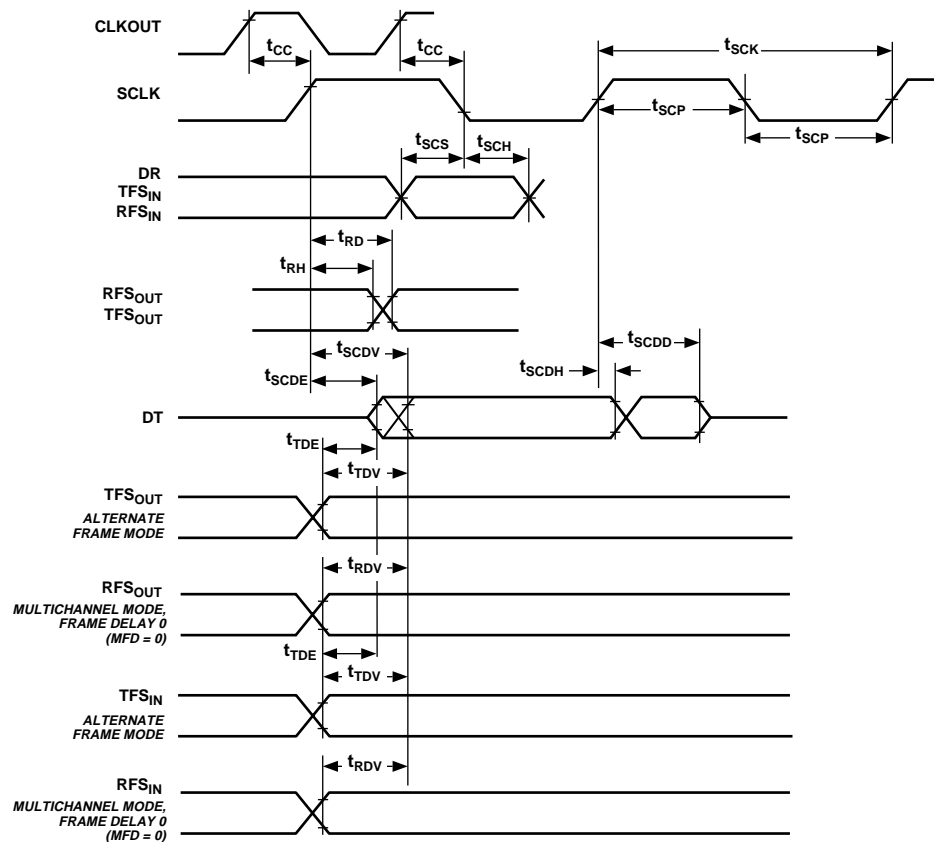 CLKOUT
tCC
tCC
tSCK
SCLK
tSCP
tSCP
tSCS
tSCH
DR
TFSIN
RFSIN
tRD
tRH
RFSOUT
TFSOUT
tSCDV
tSCDD
tSCDE
tSCDH
DT
tTDE
tTDV
TFSOUT
ALTERNATE
FRAME MODE
tRDV
RFSOUT
MULTICHANNEL MODE,
FRAME DELAY 0
(MFD = 0)
tTDE
tTDV
TFSIN
ALTERNATE
FRAME MODE
tRDV
RFSIN
MULTICHANNEL MODE,
FRAME DELAY 0
(MFD = 0)